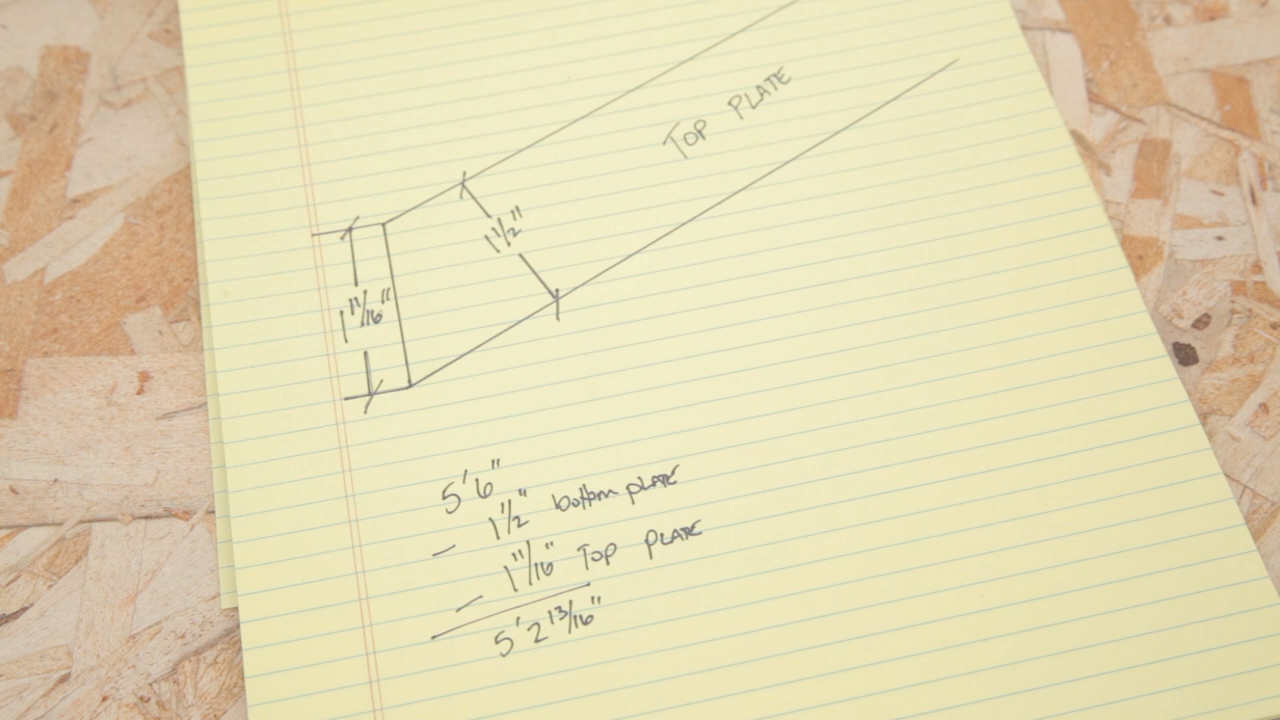 TOP PLATE
1 1/2"
1 11/16"
5' 6"
- 1 1/2" bottom plate
- 1 11/16" Top PLATE
5' 2 13/16"